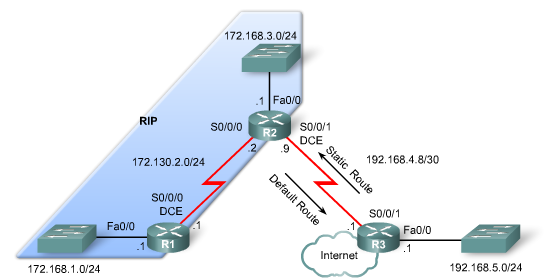 172.168.3.0/24
.1
Fa0/0
RIP
S0/0/0
R2
S0/0/1
DCE
.2
.9
172.130.2.0/24
Static Route
192.168.4.8/30
Default Route
S0/0/0
DCE
S0/0/1
Fa0/0
.1
R1
.1
Fa0/0
.1
R3
.1
Internet
172.168.1.0/24
192.168.5.0/24